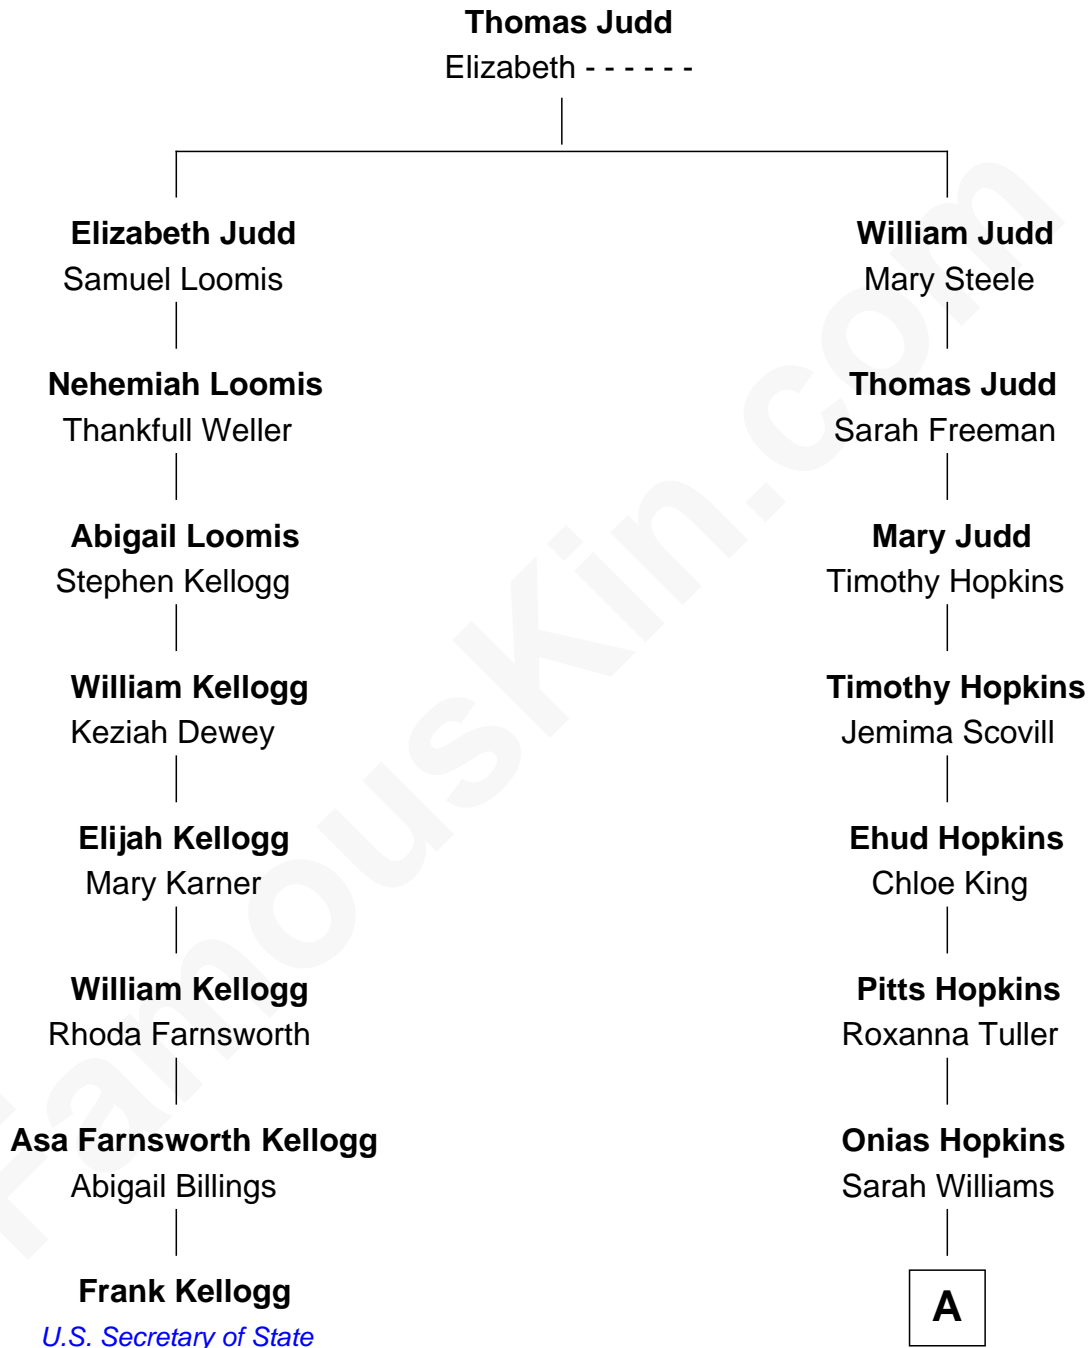 Thomas Judd
Elizabeth - - - - - -
Elizabeth Judd
Samuel Loomis
William Judd
Mary Steele
Nehemiah Loomis
Thankfull Weller
Thomas Judd
Sarah Freeman
Abigail Loomis
Stephen Kellogg
Mary Judd
Timothy Hopkins
William Kellogg
Keziah Dewey
Timothy Hopkins
Jemima Scovill
Elijah Kellogg
Mary Karner
Ehud Hopkins
Chloe King
William Kellogg
Rhoda Farnsworth
Pitts Hopkins
Roxanna Tuller
Asa Farnsworth Kellogg
Abigail Billings
Onias Hopkins
Sarah Williams
Frank Kellogg
U.S. Secretary of State
A
FamousKin.com